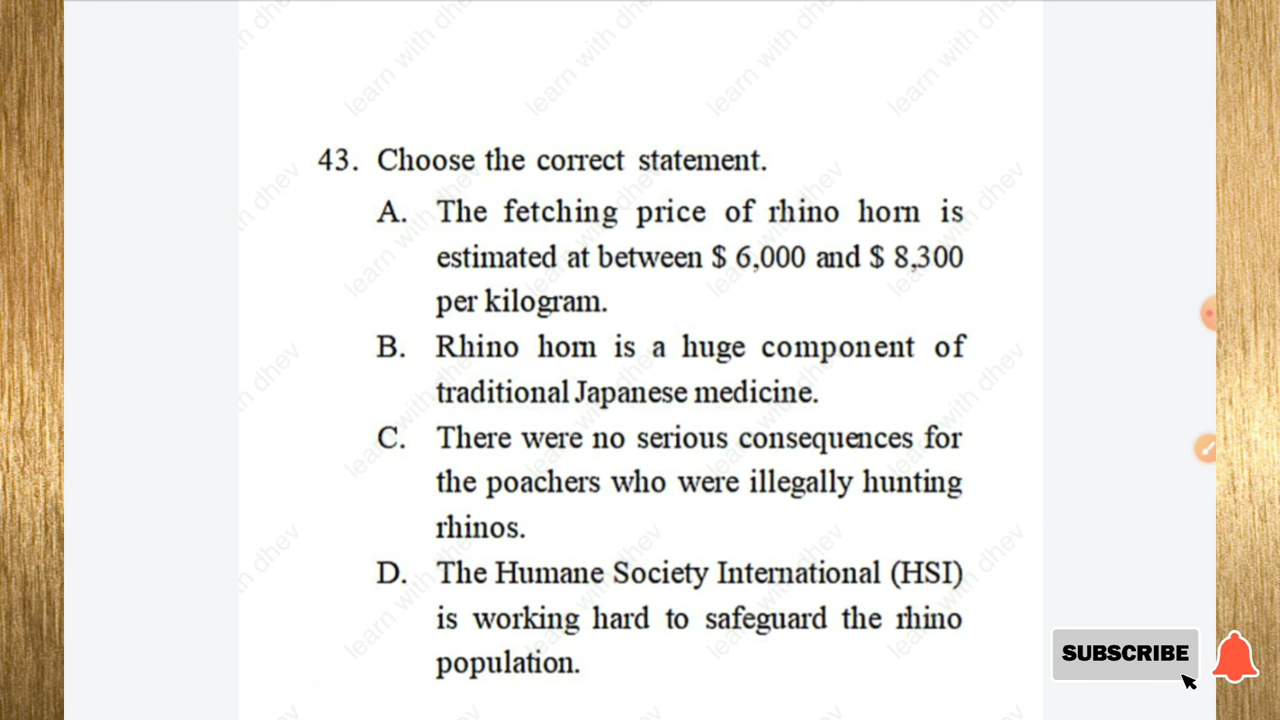 43. Choose the correct statement.
A. The fetching price of rhino horn is
estimated at between $ 6,000 and $ 8,300
per kilogram.
B. Rhino horn is a huge component of
traditional Japanese medicine.
C. There were no serious consequences for
the poachers who were illegally hunting
rhinos.
D. The Humane Society International (HSI)
is working hard to safeguard the rhino
population.
SUBSCRIBE
learn with dhev